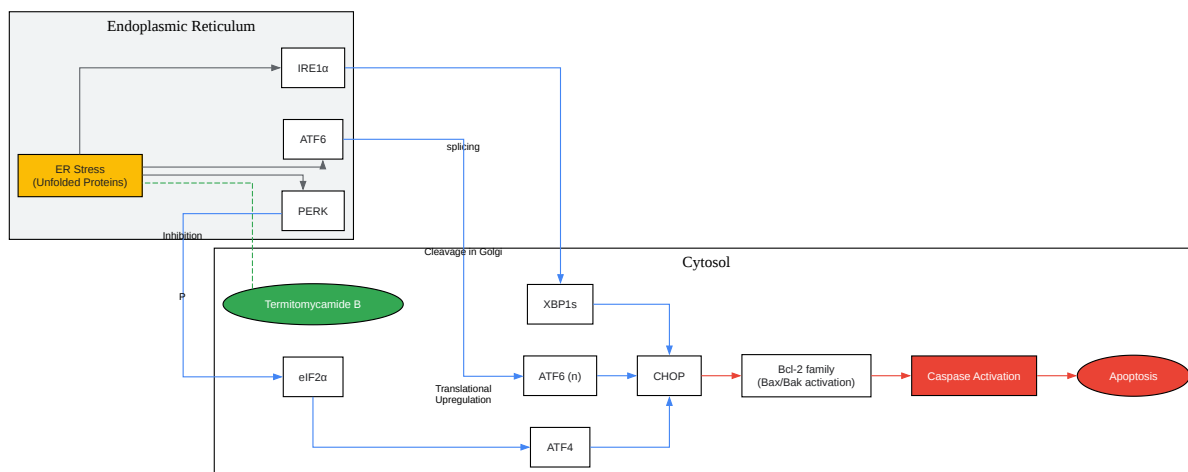 Endoplasmic Reticulum
IRE1α
ATF6
splicing
ER Stress
(Unfolded Proteins)
PERK
Inhibition
Cleavage in Golgi
Cytosol
P
Termitomycamide B
XBP1s
eIF2α
Translational
Upregulation
ATF6 (n)
CHOP
Bcl-2 family
(Bax/Bak activation)
Caspase Activation
Apoptosis
ATF4